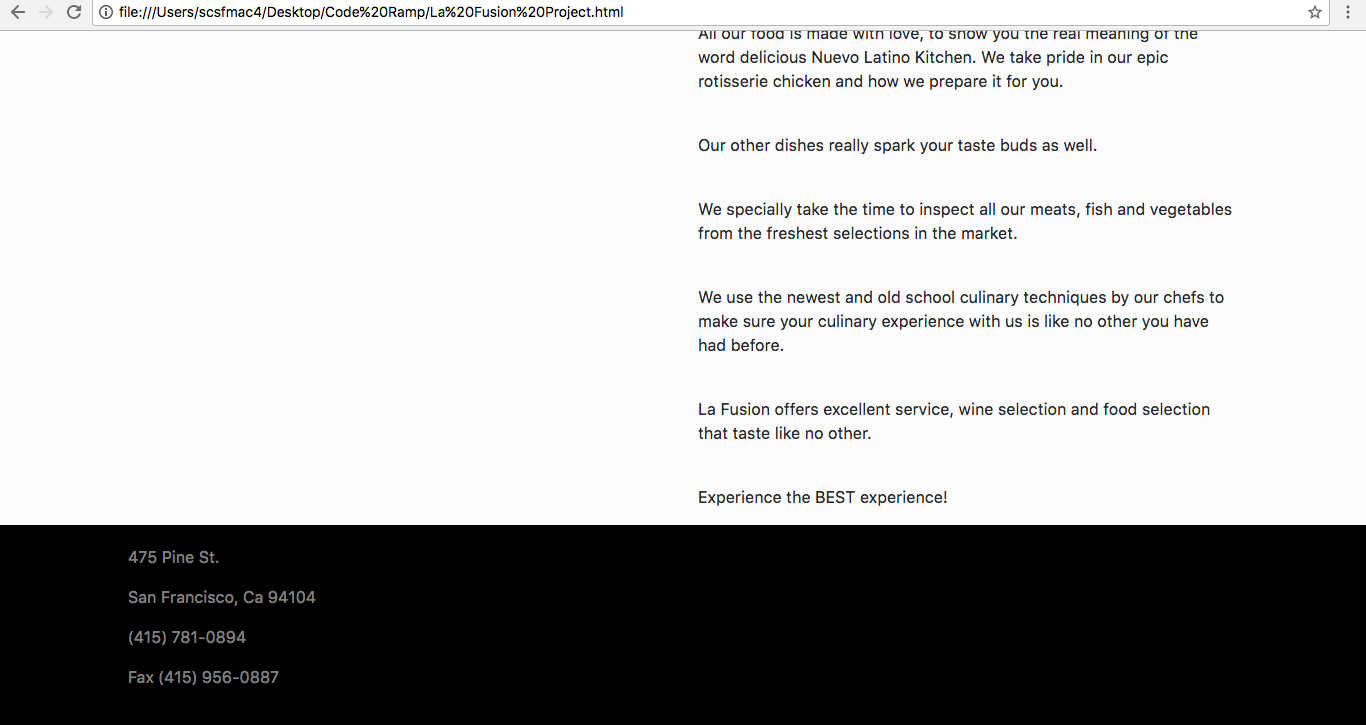 file:///Users/scsfmac4/Desktop/Code%20Ramp/La%20Fusion%20Project.html
All our food is made with love, to show you the real meaning of the
word delicious Nuevo Latino Kitchen. We take pride in our epic
rotisserie chicken and how we prepare it for you.
Our other dishes really spark your taste buds as well.
We specially take the time to inspect all our meats, fish and vegetables
from the freshest selections in the market.
We use the newest and old school culinary techniques by our chefs to
make sure your culinary experience with us is like no other you have
had before.
La Fusion offers excellent service, wine selection and food selection
that taste like no other.
Experience the BEST experience!
475 Pine St.
San Francisco, Ca 94104
(415) 781-0894
Fax (415) 956-0887